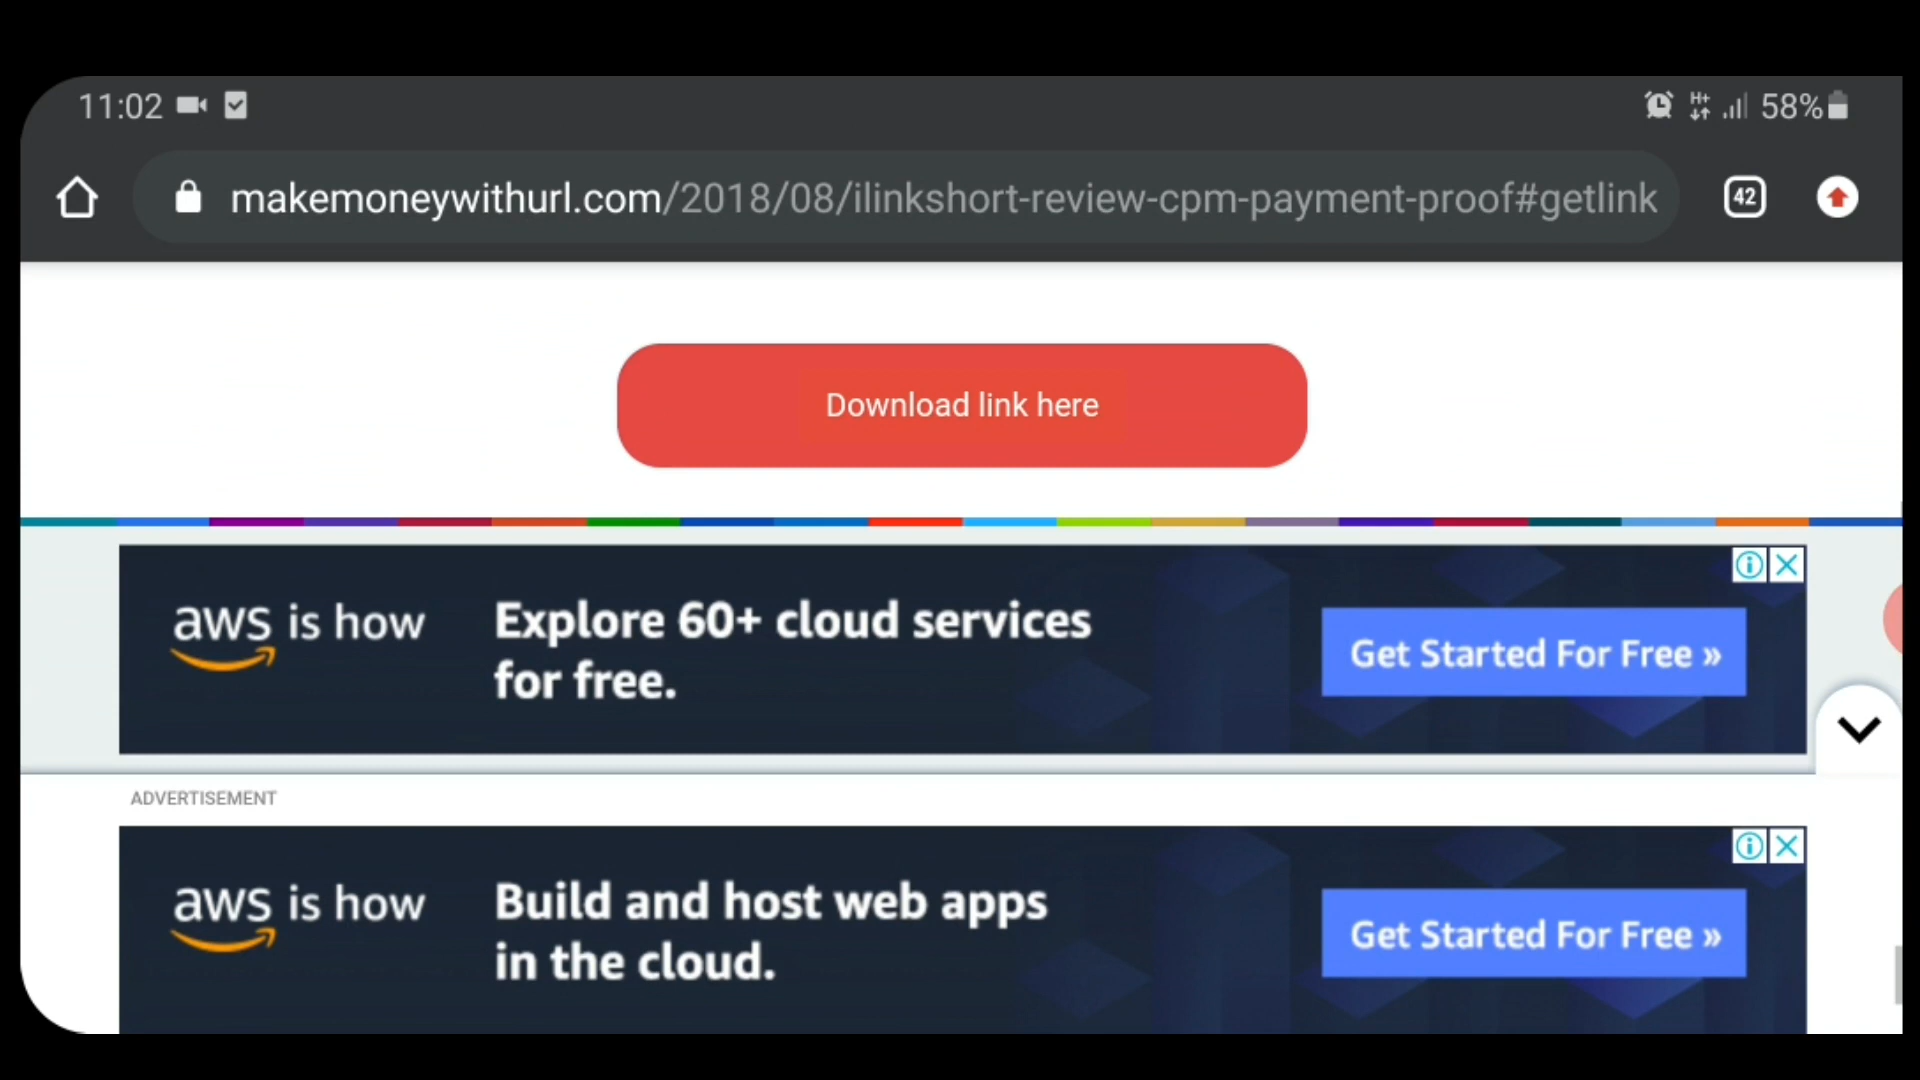 11:02
H+ 58%
makemoneywithurl.com/2018/08/ilinkshort-review-cpm-payment-proof#getlink
42
Download link here
aws is how
Explore 60+ cloud services
for free.
Get Started For Free »
ADVERTISEMENT
aws is how
Build and host web apps
in the cloud.
Get Started For Free »